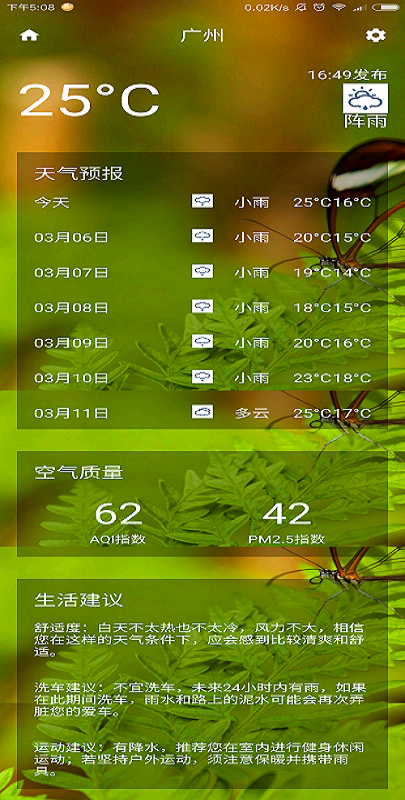 下午5:08 0.02K/s
广州
16:49发布
25°C
阵雨
天气预报
今天 小雨 25°C16°C
03月06日 小雨 20°C15°C
03月07日 小雨 19°C14°C
03月08日 小雨 18°C15°C
03月09日 小雨 20°C16°C
03月10日 小雨 23°C18°C
03月11日 多云 25°C17°C
空气质量
62 42
AQI指数 PM2.5指数
生活建议
舒适度：白天不太热也不太冷，风力不大，相信
您在这样的天气条件下，应会感到比较清爽和舒
适。
洗车建议：不宜洗车，未来24小时内有雨，如果
在此期间洗车，雨水和路上的泥水可能会再次弄
脏您的爱车。
运动建议：有降水，推荐您在室内进行健身休闲
运动；若坚持户外运动，须注意保暖并携带雨
具。